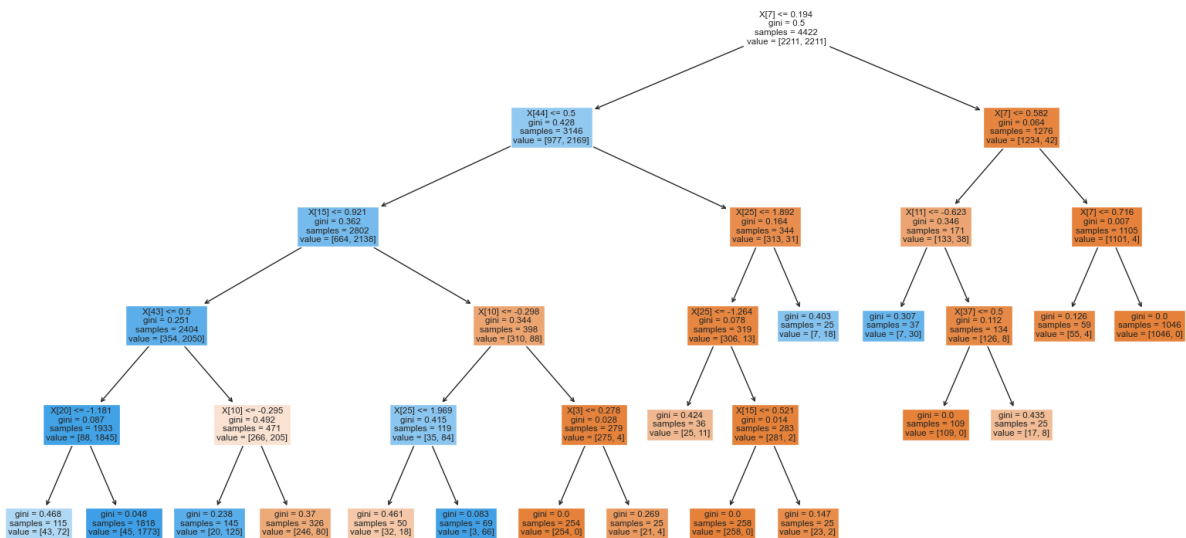 X[7] <= 0.194
gini = 0.5
samples = 4422
value = [2211, 2211]
X[44] <= 0.5
gini = 0.428
samples = 3146
value = [977, 2169]
X[7] <= 0.582
gini = 0.064
samples = 1276
value = [1234, 42]
X[15] <= 0.921
gini = 0.362
samples = 2802
value = [664, 2138]
X[25] <= 1.892
gini = 0.164
samples = 344
value = [313, 31]
X[11] <= -0.623
gini = 0.346
samples = 171
value = [133, 38]
X[7] <= 0.716
gini = 0.007
samples = 1105
value = [1101, 4]
X[43] <= 0.5
gini = 0.251
samples = 2404
value = [354, 2050]
X[10] <= -0.298
gini = 0.344
samples = 398
value = [310, 88]
X[25] <= -1.264
gini = 0.078
samples = 319
value = [306, 13]
gini = 0.403
samples = 25
value = [7, 18]
gini = 0.307
samples = 37
value = [7, 30]
X[37] <= 0.5
gini = 0.112
samples = 134
value = [126, 8]
gini = 0.126
samples = 59
value = [55, 4]
gini = 0.0
samples = 1046
value = [1046, 0]
X[20] <= -1.181
gini = 0.087
samples = 1933
value = [88, 1845]
X[10] <= -0.295
gini = 0.492
samples = 471
value = [266, 205]
X[25] <= 1.969
gini = 0.415
samples = 119
value = [35, 84]
X[3] <= 0.278
gini = 0.028
samples = 279
value = [275, 4]
gini = 0.424
samples = 36
value = [25, 11]
X[15] <= 0.521
gini = 0.014
samples = 283
value = [281, 2]
gini = 0.0
samples = 109
value = [109, 0]
gini = 0.435
samples = 25
value = [17, 8]
gini = 0.468
samples = 115
value = [43, 72]
gini = 0.048
samples = 1818
value = [45, 1773]
gini = 0.238
samples = 145
value = [20, 125]
gini = 0.37
samples = 326
value = [246, 80]
gini = 0.461
samples = 50
value = [32, 18]
gini = 0.083
samples = 69
value = [3, 66]
gini = 0.0
samples = 254
value = [254, 0]
gini = 0.269
samples = 25
value = [21, 4]
gini = 0.0
samples = 258
value = [258, 0]
gini = 0.147
samples = 25
value = [23, 2]